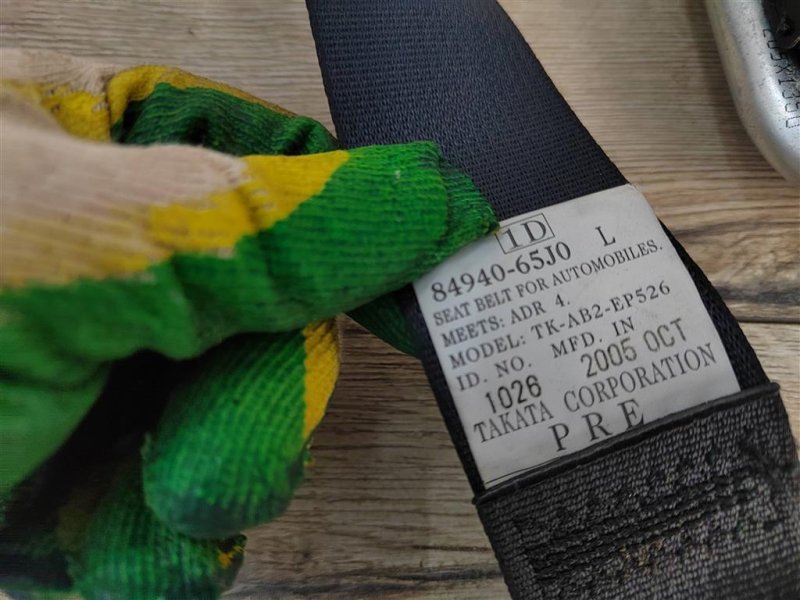 1D
84940-65J0 L
SEAT BELT FOR AUTOMOBILES.
MEETS: ADR 4.
MODEL: TK-AB2-EP526
ID. NO. MFD. IN
1026 2005 OCT
TAKATA CORPORATION
PRE